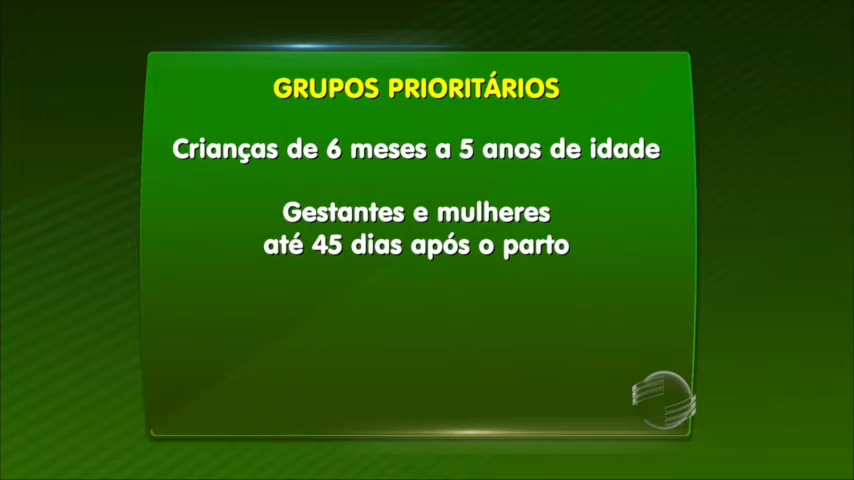 GRUPOS PRIORITÁRIOS
Crianças de 6 meses a 5 anos de idade
Gestantes e mulheres
até 45 dias após o parto